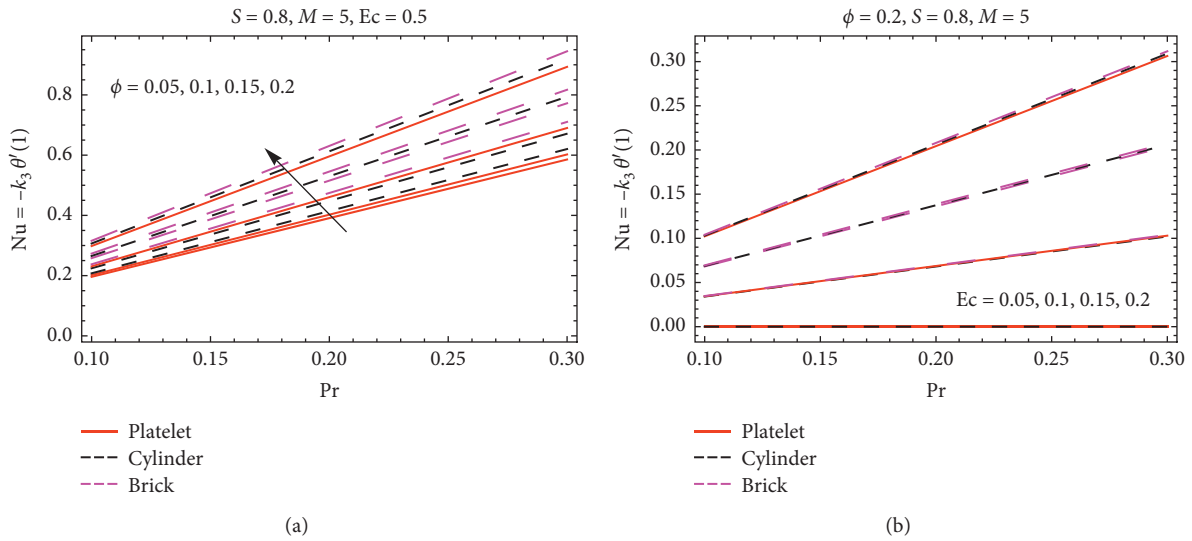 S = 0.8, M = 5, Ec = 0.5
Nu = −k₃ θ′(1)
0.8
0.6
0.4
0.2
0.0
ϕ = 0.05, 0.1, 0.15, 0.2
0.10 0.15 0.20 0.25 0.30
Pr
Platelet
Cylinder
Brick
(a)
ϕ = 0.2, S = 0.8, M = 5
Nu = −k₃ θ′(1)
0.30
0.25
0.20
0.15
0.10
0.05
0.00
Ec = 0.05, 0.1, 0.15, 0.2
0.10 0.15 0.20 0.25 0.30
Pr
Platelet
Cylinder
Brick
(b)